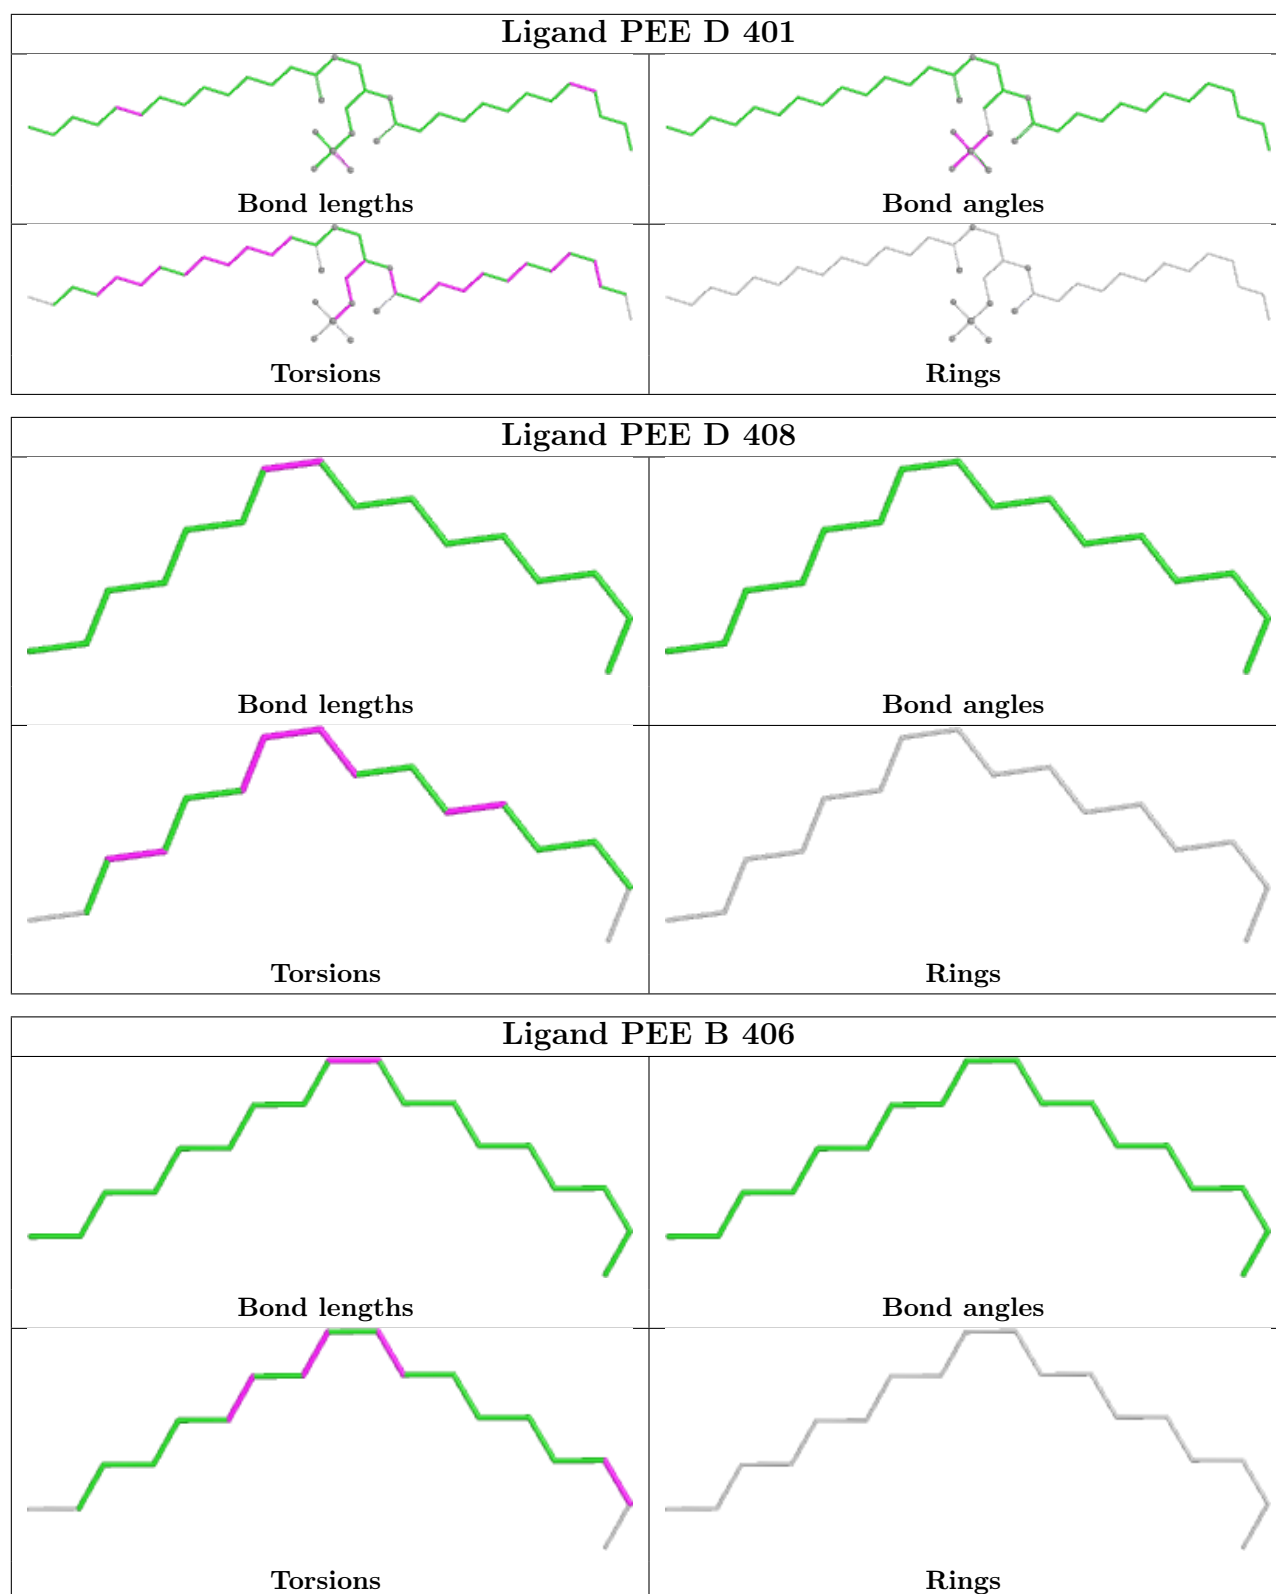 Ligand PEE D 401
Bond lengths
Bond angles
Torsions
Rings
Ligand PEE D 408
Bond lengths
Bond angles
Torsions
Rings
Ligand PEE B 406
Bond lengths
Bond angles
Torsions
Rings